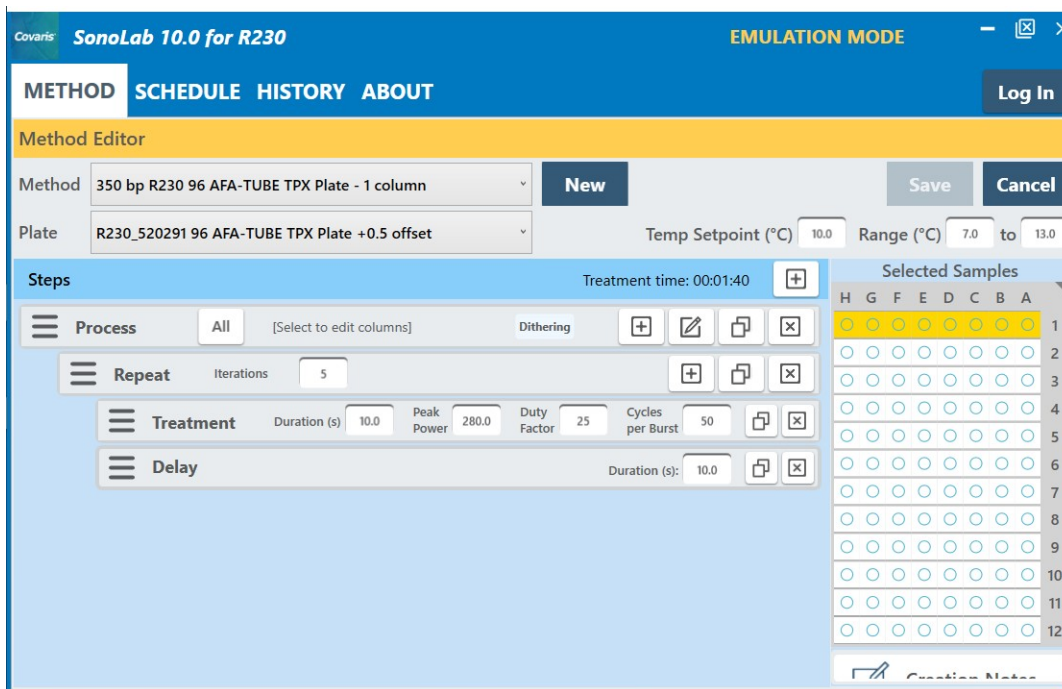 Covaris SonoLab 10.0 for R230 EMULATION MODE
METHOD SCHEDULE HISTORY ABOUT Log In
Method Editor
Method 350 bp R230 96 AFA-TUBE TPX Plate - 1 column New Save Cancel
Plate R230_520291 96 AFA-TUBE TPX Plate +0.5 offset Temp Setpoint (°C) 10.0 Range (°C) 7.0 to 13.0
Steps Treatment time: 00:01:40
Process All [Select to edit columns] Dithering
Repeat Iterations 5
Treatment Duration (s) 10.0 Peak Power 280.0 Duty Factor 25 Cycles per Burst 50
Delay Duration (s): 10.0
Selected Samples
H G F E D C B A
1
2
3
4
5
6
7
8
9
10
11
12
Creation Notes